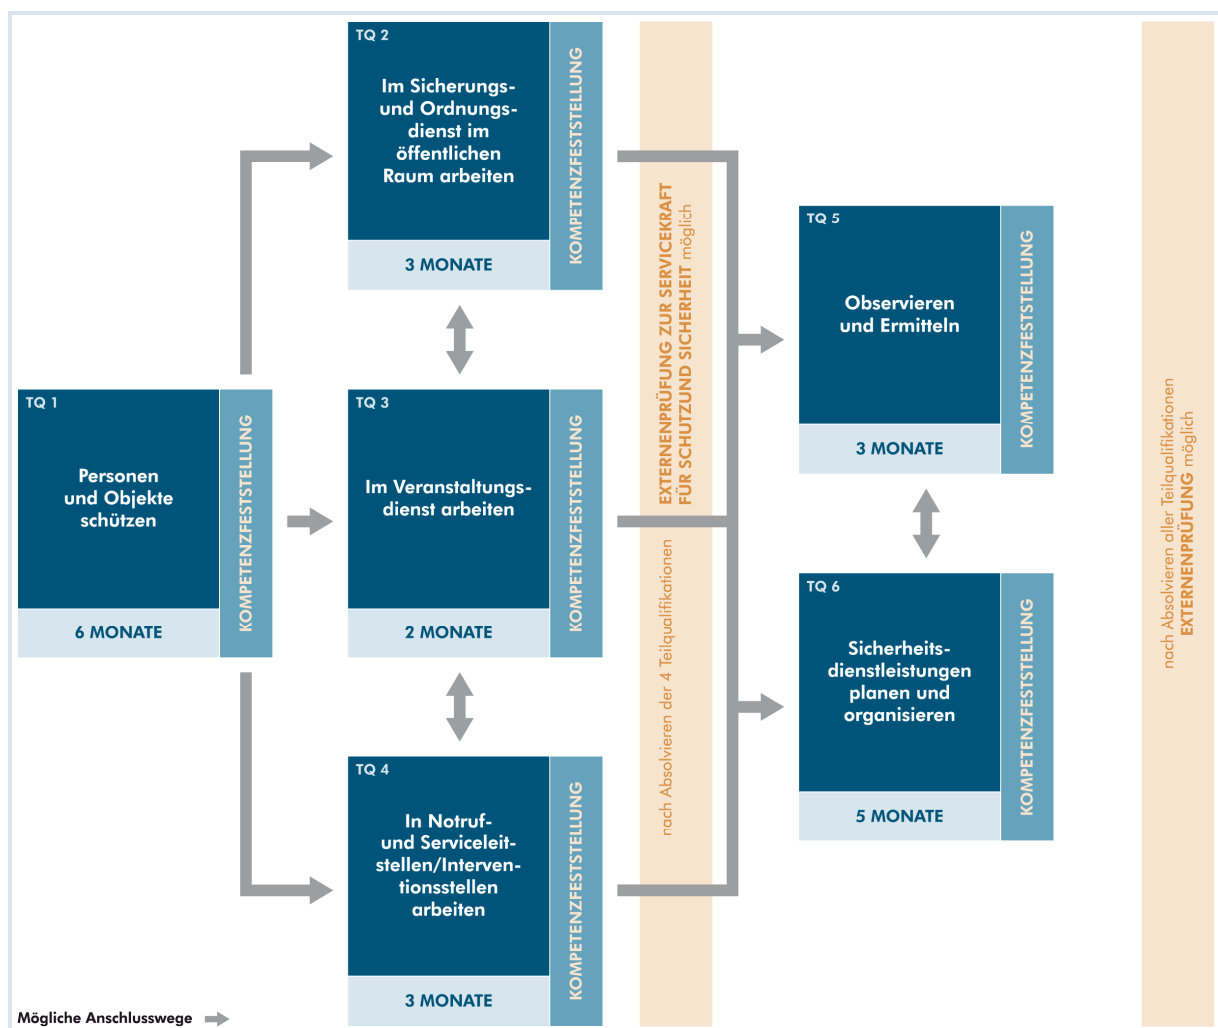 TQ 1
Personen
und Objekte
schützen
6 MONATE
KOMPETENZFESTSTELLUNG
TQ 2
Im Sicherungs-
und Ordnungs-
dienst im
öffentlichen
Raum arbeiten
3 MONATE
KOMPETENZFESTSTELLUNG
TQ 3
Im Veranstaltungs-
dienst arbeiten
2 MONATE
KOMPETENZFESTSTELLUNG
TQ 4
In Notruf-
und Serviceleit-
stellen/Interven-
tionsstellen
arbeiten
3 MONATE
KOMPETENZFESTSTELLUNG
nach Absolvieren der 4 Teilqualifikationen
EXTERNENPRÜFUNG ZUR SERVICEKRAFT
FÜR SCHUTZUND SICHERHEIT möglich
TQ 5
Observieren
und Ermitteln
3 MONATE
KOMPETENZFESTSTELLUNG
TQ 6
Sicherheits-
dienstleistungen
planen und
organisieren
5 MONATE
KOMPETENZFESTSTELLUNG
nach Absolvieren aller Teilqualifikationen
EXTERNENPRÜFUNG möglich
Mögliche Anschlusswege